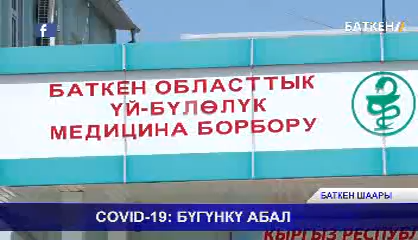 БАТКЕН
БАТКЕН ОБЛАСТТЫК
ҮЙ-БҮЛӨЛҮК
МЕДИЦИНА БОРБОРУ
БАТКЕН ШААРЫ
COVID-19: БҮГҮНКҮ АБАЛ
КЫРГЫЗ РЕСПУБ